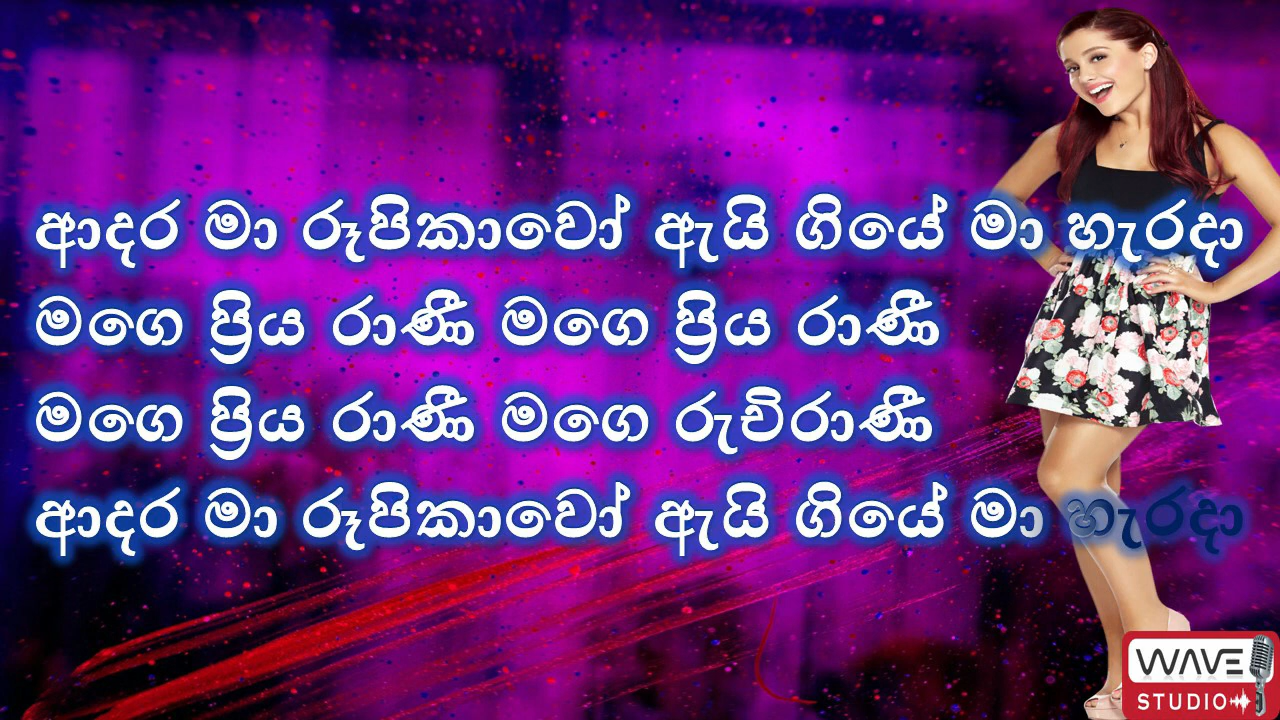 ආදර මා රූපිකාවෝ ඇයි ගියේ මා හැරදා
මගෙ ප්‍රිය රාණී මගෙ ප්‍රිය රාණී
මගෙ ප්‍රිය රාණී මගෙ රුචිරාණී
ආදර මා රූපිකාවෝ ඇයි ගියේ මා හැරදා
WAVE
STUDIO